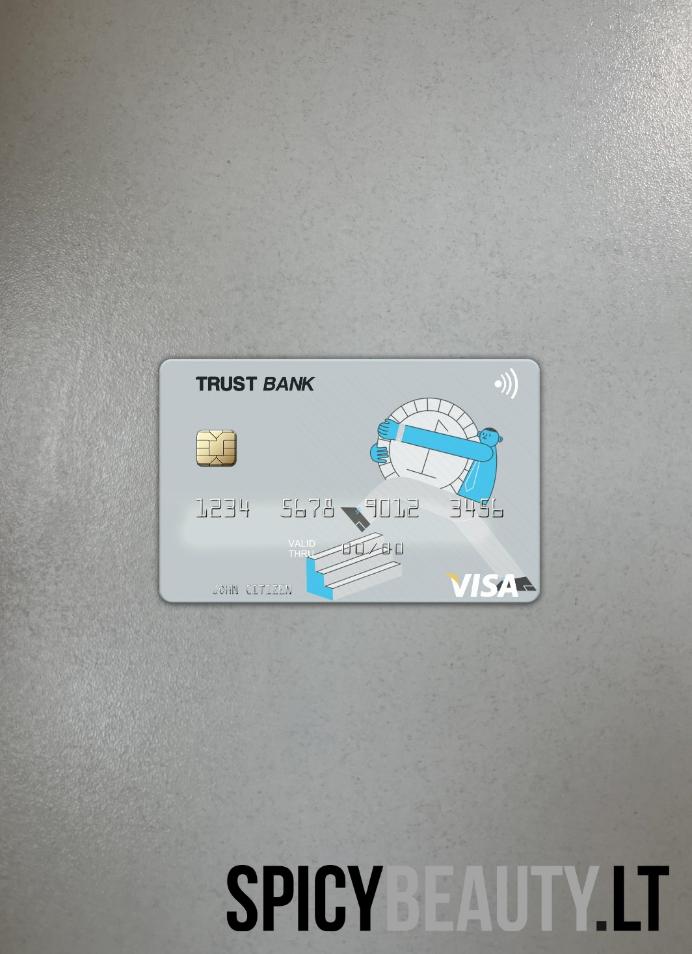 TRUST BANK
1234 5678 9012 3456
VALID
THRU
00/00
JOHN CITIZEN
VISA
SPICYBEAUTY.LT